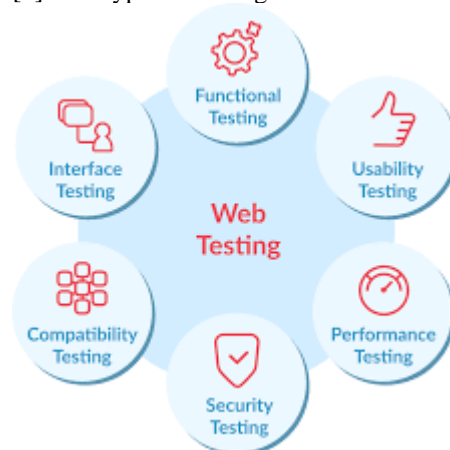 Functional
Testing
Interface
Testing
Usability
Testing
Web
Testing
Compatibility
Testing
Performance
Testing
Security
Testing